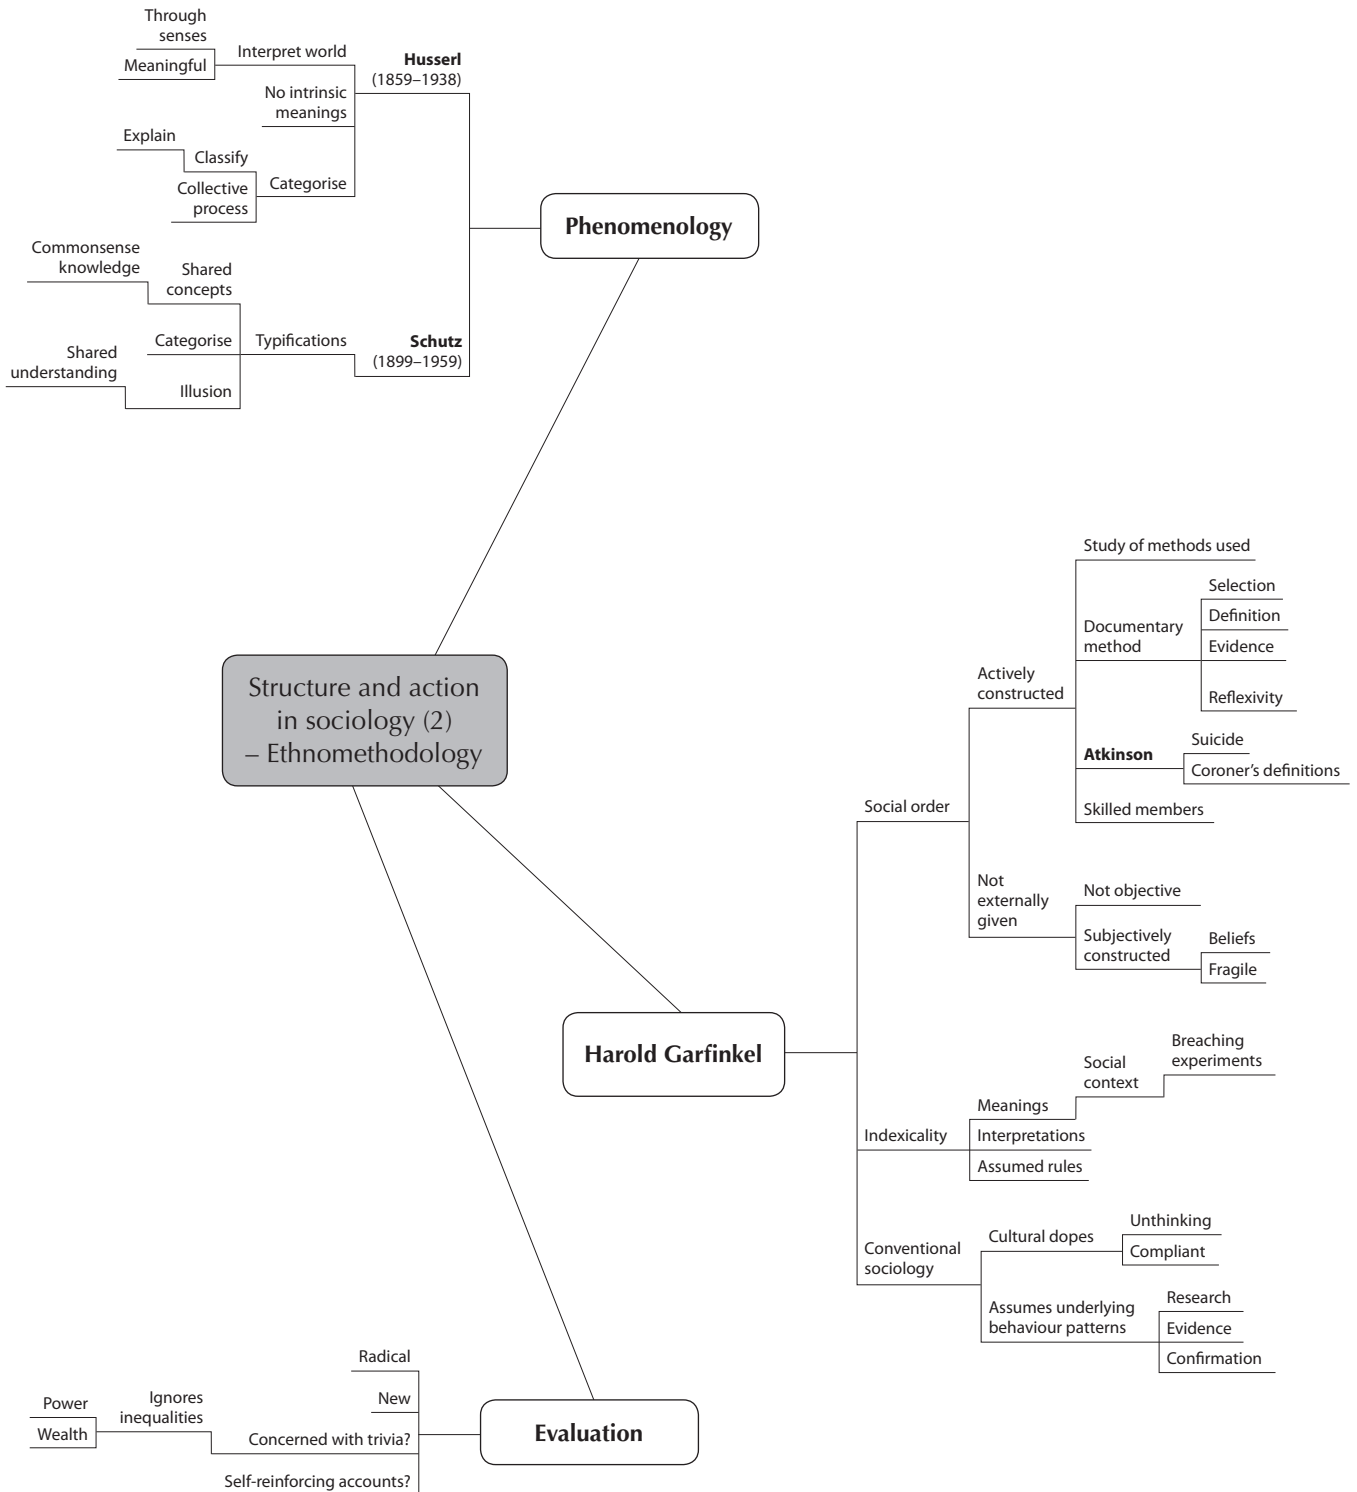 Through
senses
Meaningful
Interpret world
Husserl
(1859–1938)
No intrinsic
meanings
Explain
Classify
Collective
process
Categorise
Phenomenology
Commonsense
knowledge
Shared
concepts
Categorise
Typifications
Schutz
(1899–1959)
Shared
understanding
Illusion
Structure and action
in sociology (2)
– Ethnomethodology
Study of methods used
Selection
Definition
Documentary
method
Evidence
Reflexivity
Actively
constructed
Atkinson
Suicide
Coroner's definitions
Skilled members
Social order
Not
externally
given
Not objective
Subjectively
constructed
Beliefs
Fragile
Harold Garfinkel
Breaching
experiments
Social
context
Meanings
Indexicality
Interpretations
Assumed rules
Conventional
sociology
Cultural dopes
Unthinking
Compliant
Assumes underlying
behaviour patterns
Research
Evidence
Confirmation
Radical
New
Power
Wealth
Ignores
inequalities
Concerned with trivia?
Self-reinforcing accounts?
Evaluation